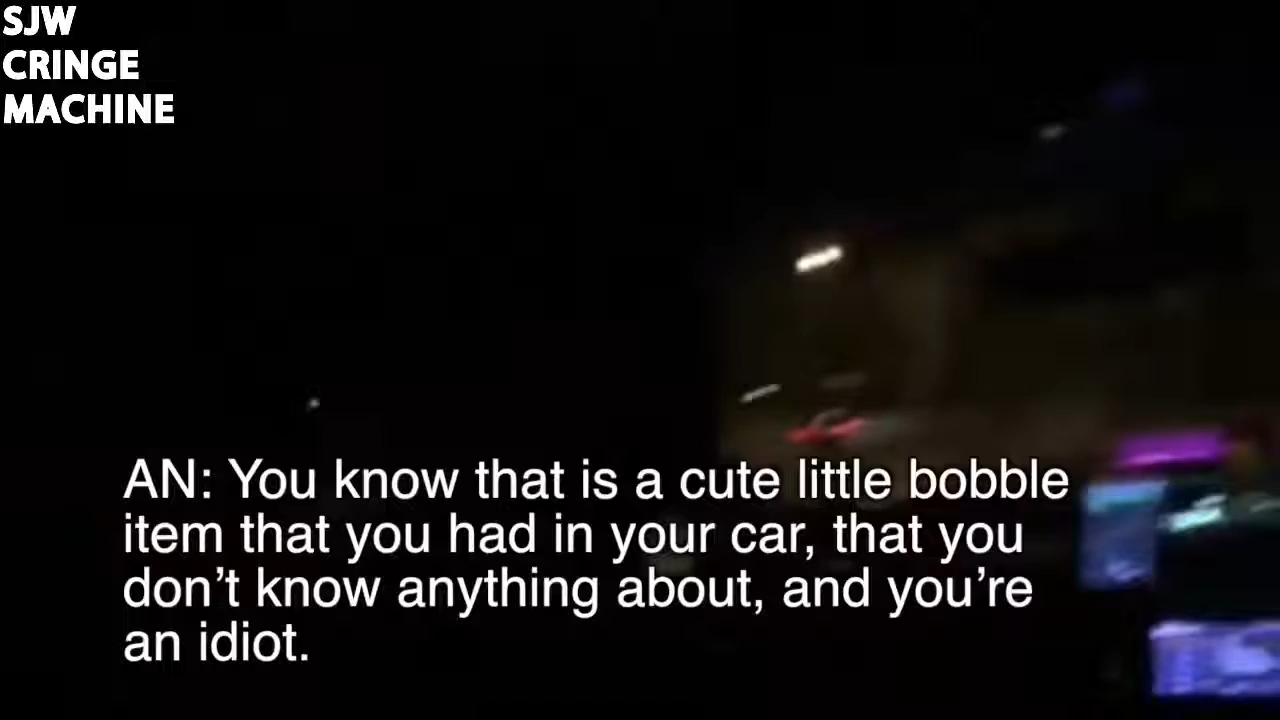 SJW
CRINGE
MACHINE
AN: You know that is a cute little bobble
item that you had in your car, that you
don’t know anything about, and you’re
an idiot.